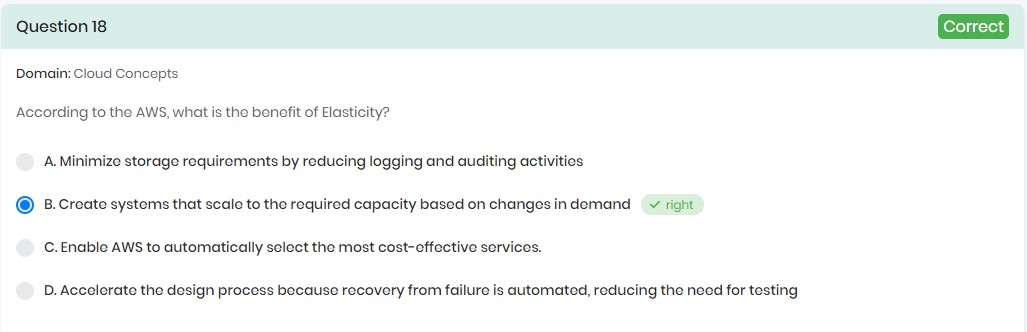 Question 18
Correct
Domain: Cloud Concepts
According to the AWS, what is the benefit of Elasticity?
A. Minimize storage requirements by reducing logging and auditing activities
B. Create systems that scale to the required capacity based on changes in demand ✓ right
C. Enable AWS to automatically select the most cost-effective services.
D. Accelerate the design process because recovery from failure is automated, reducing the need for testing